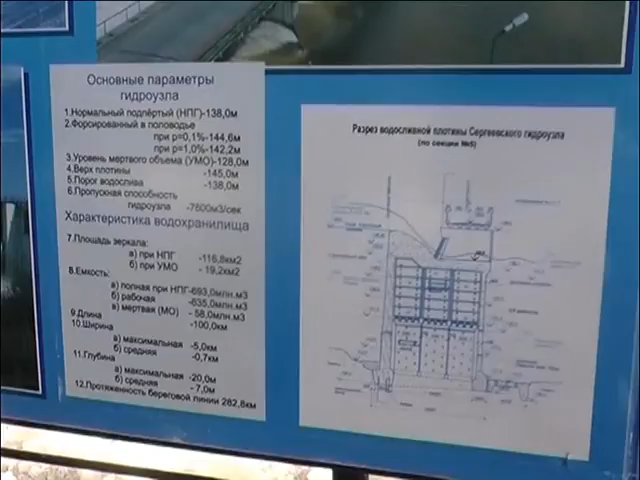 Основные параметры
гидроузла
1.Нормальный подпёртый (НПГ)-138,0м
2.Форсированный в половодье
при р=0,1%-144,6м
при р=1,0%-142,2м
3.Уровень мертвого объема (УМО)-128,0м
4.Верх плотины -145,0м
5.Порог водослива -138,0м
6.Пропускная способность
гидроузла -7600м3/сек
Характеристика водохранилища
7.Площадь зеркала:
а) при НПГ -116,8км2
б) при УМО - 19,2км2
8.Емкость:
а) полная при НПГ-693,0млн.м3
б) рабочая -635,0млн.м3
в) мертвая (МО) - 58,0млн.м3
9.Длина -100,0км
10.Ширина
а) максимальная -5,0км
б) средняя -0,7км
11.Глубина
а) максимальная -20,0м
б) средняя - 7,0м
12.Протяженность береговой линии 282,8км
Разрез водосливной плотины Сергеевского гидроузла
(по секции №5)